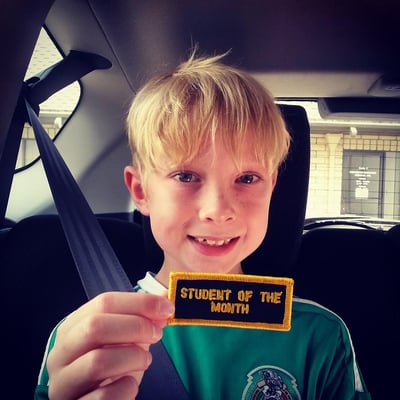 STUDENT OF THE
MONTH